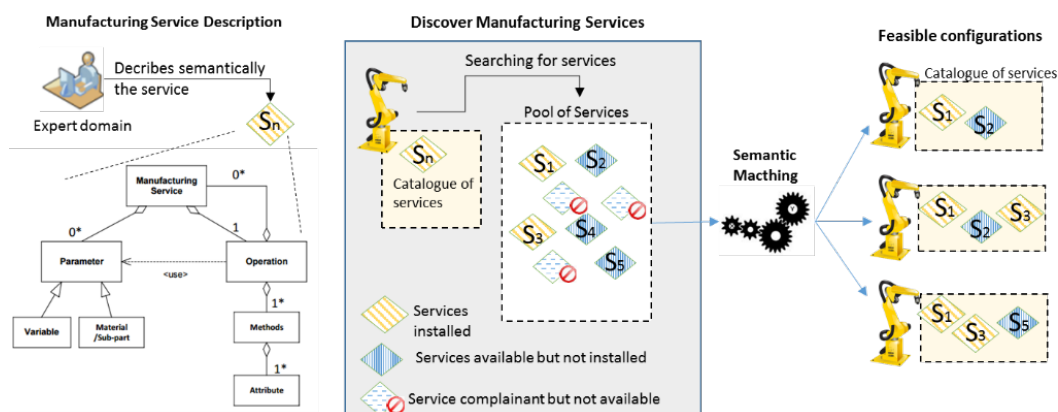 Manufacturing Service Description
Decribes semantically
the service
Expert domain
Sn
Manufacturing
Service
0*
0*
1
Parameter
Operation
<use>
1*
Variable
Material
/Sub-part
Methods
1*
Attribute
Discover Manufacturing Services
Searching for services
Pool of Services
Sn
Catalogue of
services
S1
S2
S3
S4
S5
Services
installed
Services available but not installed
Service complainant but not available
Semantic
Macthing
Feasible configurations
Catalogue of services
S1
S2
S1
S2
S3
S1
S3
S5